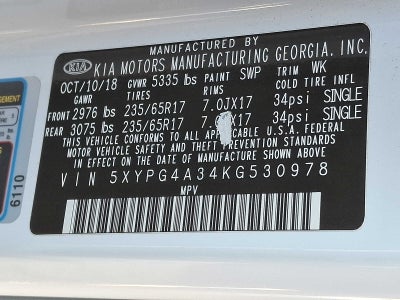 MANUFACTURED BY
KIA KIA MOTORS MANUFACTURING GEORGIA, INC.
OCT/10/18 GVWR 5335 lbs PAINT SWP TRIM WK
GAWR TIRES COLD TIRE INFL
FRONT 2976 lbs 235/65R17 7.0JX17 34psi SINGLE
REAR 3075 lbs 235/65R17 7. X17 34psi SINGLE
THIS VEHICLE CONFORMS TO ALL APPLICABLE U.S.A. FEDERAL
MOTOR VEHICLE SAFETY AND THEFT PREVENTION STANDARDS
IN EFFECT ON THE DATE OF MANUFACTURE SHOWN ABOVE
VIN 5XYPG4A34KG530978
MPV
6110